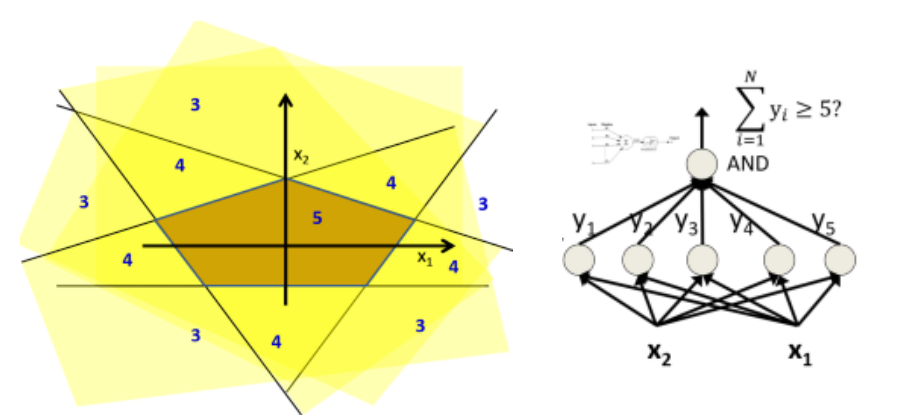 3
x₂
4
4
3
5
3
4
x₁
4
3
4
3
N
∑ yᵢ ≥ 5?
i=1
AND
y₁ y₂ y₃ y₄ y₅
x₂ x₁